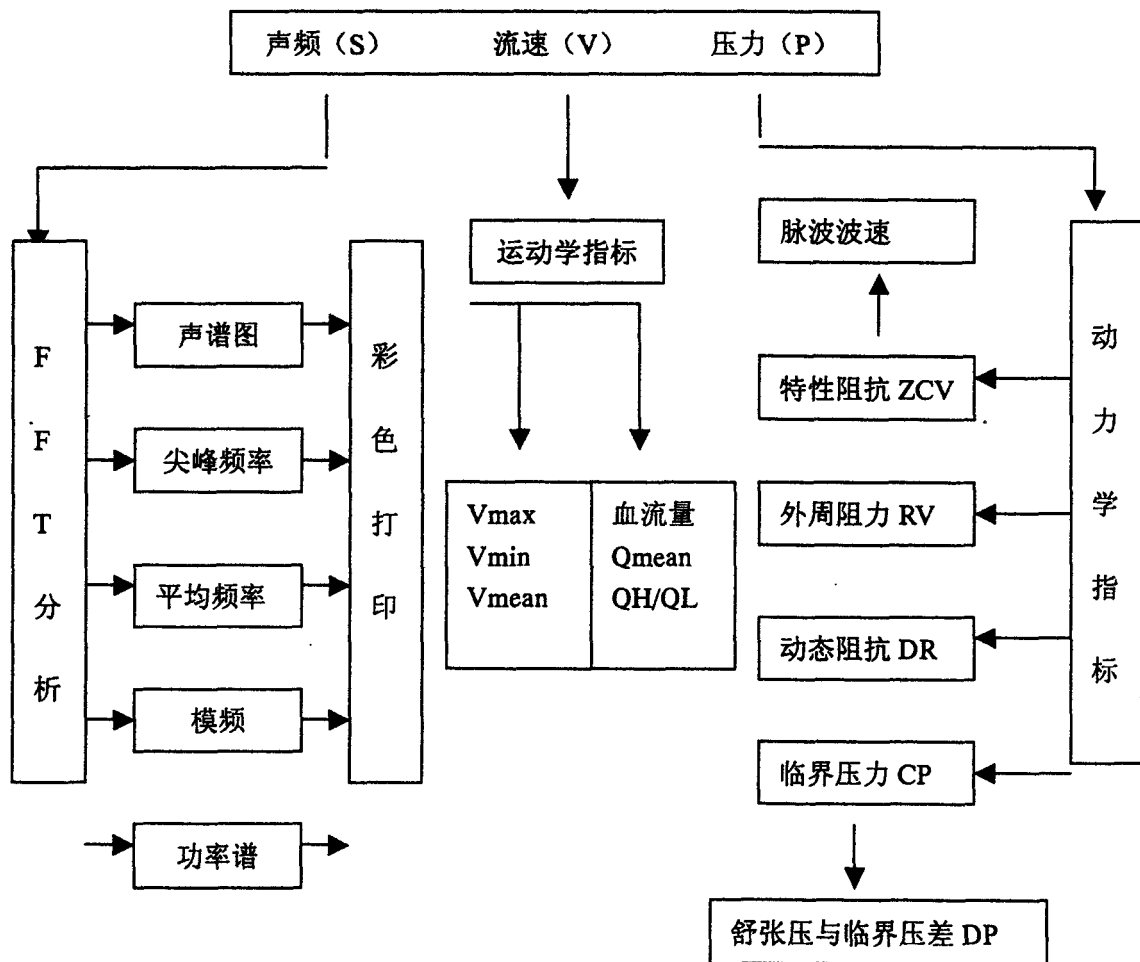 声频（S） 流速（V） 压力（P）
FFT分析
声谱图
尖峰频率
平均频率
模频
功率谱
彩色打印
运动学指标
Vmax
Vmin
Vmean
血流量
Qmean
QH/QL
脉波波速
特性阻抗 ZCV
外周阻力 RV
动态阻抗 DR
临界压力 CP
舒张压与临界压差 DP
动力学指标